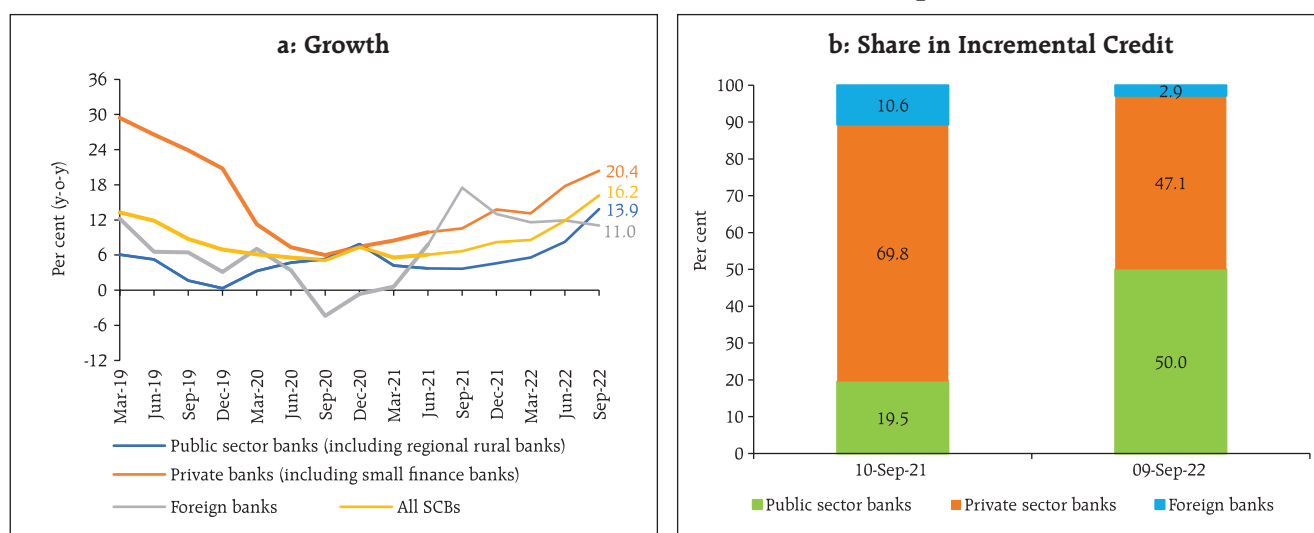 a: Growth
Per cent (y-o-y)
36
30
24
18
12
6
0
-6
-12
20.4
16.2
13.9
11.0
Mar-19
Jun-19
Sep-19
Dec-19
Mar-20
Jun-20
Sep-20
Dec-20
Mar-21
Jun-21
Sep-21
Dec-21
Mar-22
Jun-22
Sep-22
Public sector banks (including regional rural banks)
Private banks (including small finance banks)
Foreign banks All SCBs
b: Share in Incremental Credit
Per cent
100
90
80
70
60
50
40
30
20
10
0
10.6
69.8
19.5
2.9
47.1
50.0
10-Sep-21 09-Sep-22
Public sector banks Private sector banks Foreign banks